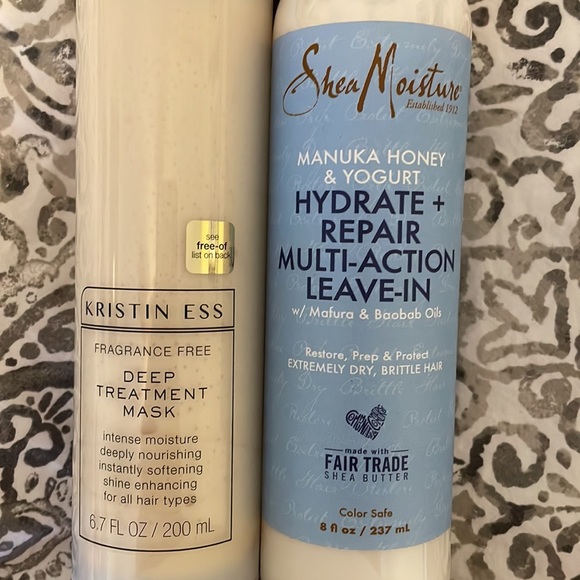 see
free-of
list on back
KRISTIN ESS
FRAGRANCE FREE
DEEP
TREATMENT
MASK
intense moisture
deeply nourishing
instantly softening
shine enhancing
for all hair types
6.7 FL OZ / 200 mL
SheaMoisture
Established 1912
MANUKA HONEY
& YOGURT
HYDRATE +
REPAIR
MULTI-ACTION
LEAVE-IN
w/ Mafura & Baobab Oils
Restore, Prep & Protect
EXTREMELY DRY, BRITTLE HAIR
made with
FAIR TRADE
SHEA BUTTER
Color Safe
8 fl oz / 237 mL